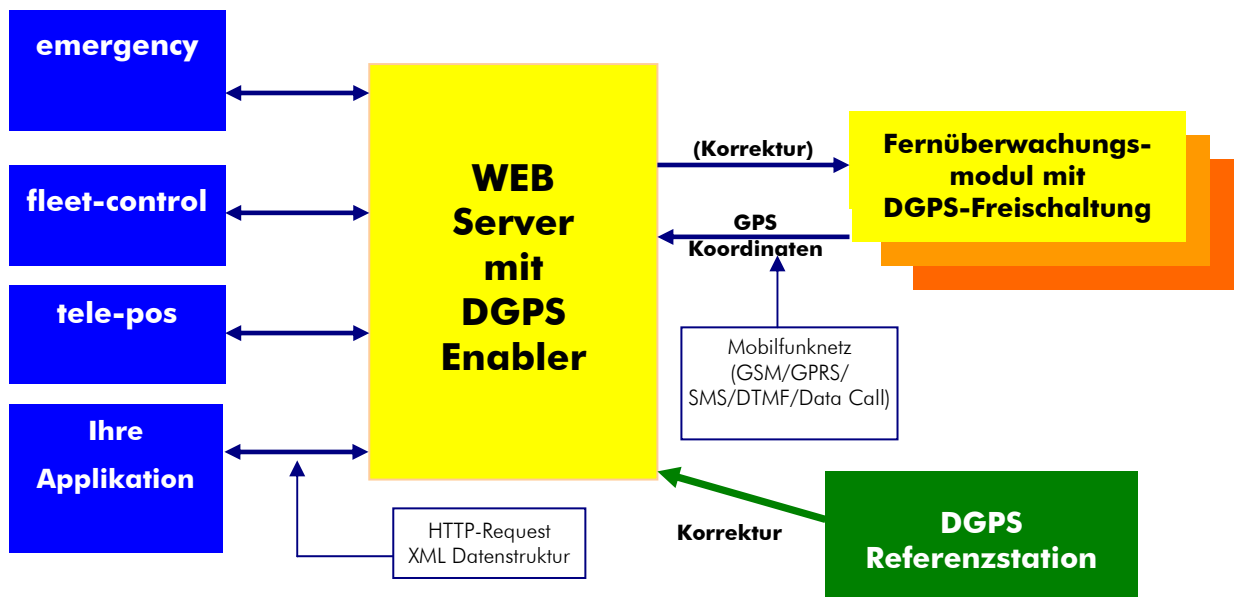 emergency
fleet-control
tele-pos
Ihre
Applikation
WEB
Server
mit
DGPS
Enabler
(Korrektur)
GPS
Koordinaten
Fernüberwachungs-
modul mit
DGPS-Freischaltung
Mobilfunknetz
(GSM/GPRS/
SMS/DTMF/Data Call)
HTTP-Request
XML Datenstruktur
Korrektur
DGPS
Referenzstation